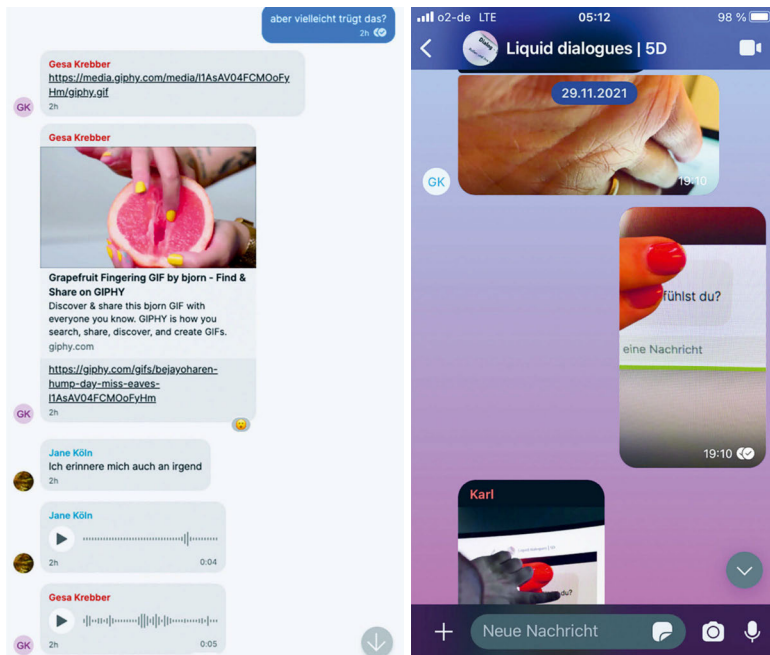 aber vielleicht trügt das?
2h
Gesa Krebber
https://media.giphy.com/media/l1AsAV04FCMOoFy
Hm/giphy.gif
GK
2h
Gesa Krebber
Grapefruit Fingering GIF by bjorn - Find &
Share on GIPHY
Discover & share this bjorn GIF with
everyone you know. GIPHY is how you
search, share, discover, and create GIFs.
giphy.com
https://giphy.com/gifs/bejayoharen-
hump-day-miss-eaves-
l1AsAV04FCMOoFyHm
GK
2h
Jane Köln
Ich erinnere mich auch an irgend
2h
Jane Köln
2h 0:04
Gesa Krebber
GK
2h 0:05
o2-de LTE 05:12 98 %
Dialog
Liquid dialogues | 5D
29.11.2021
GK
19:10
fühlst du?
eine Nachricht
19:10
Karl
Liquid dialogues | 5D
du?
Neue Nachricht